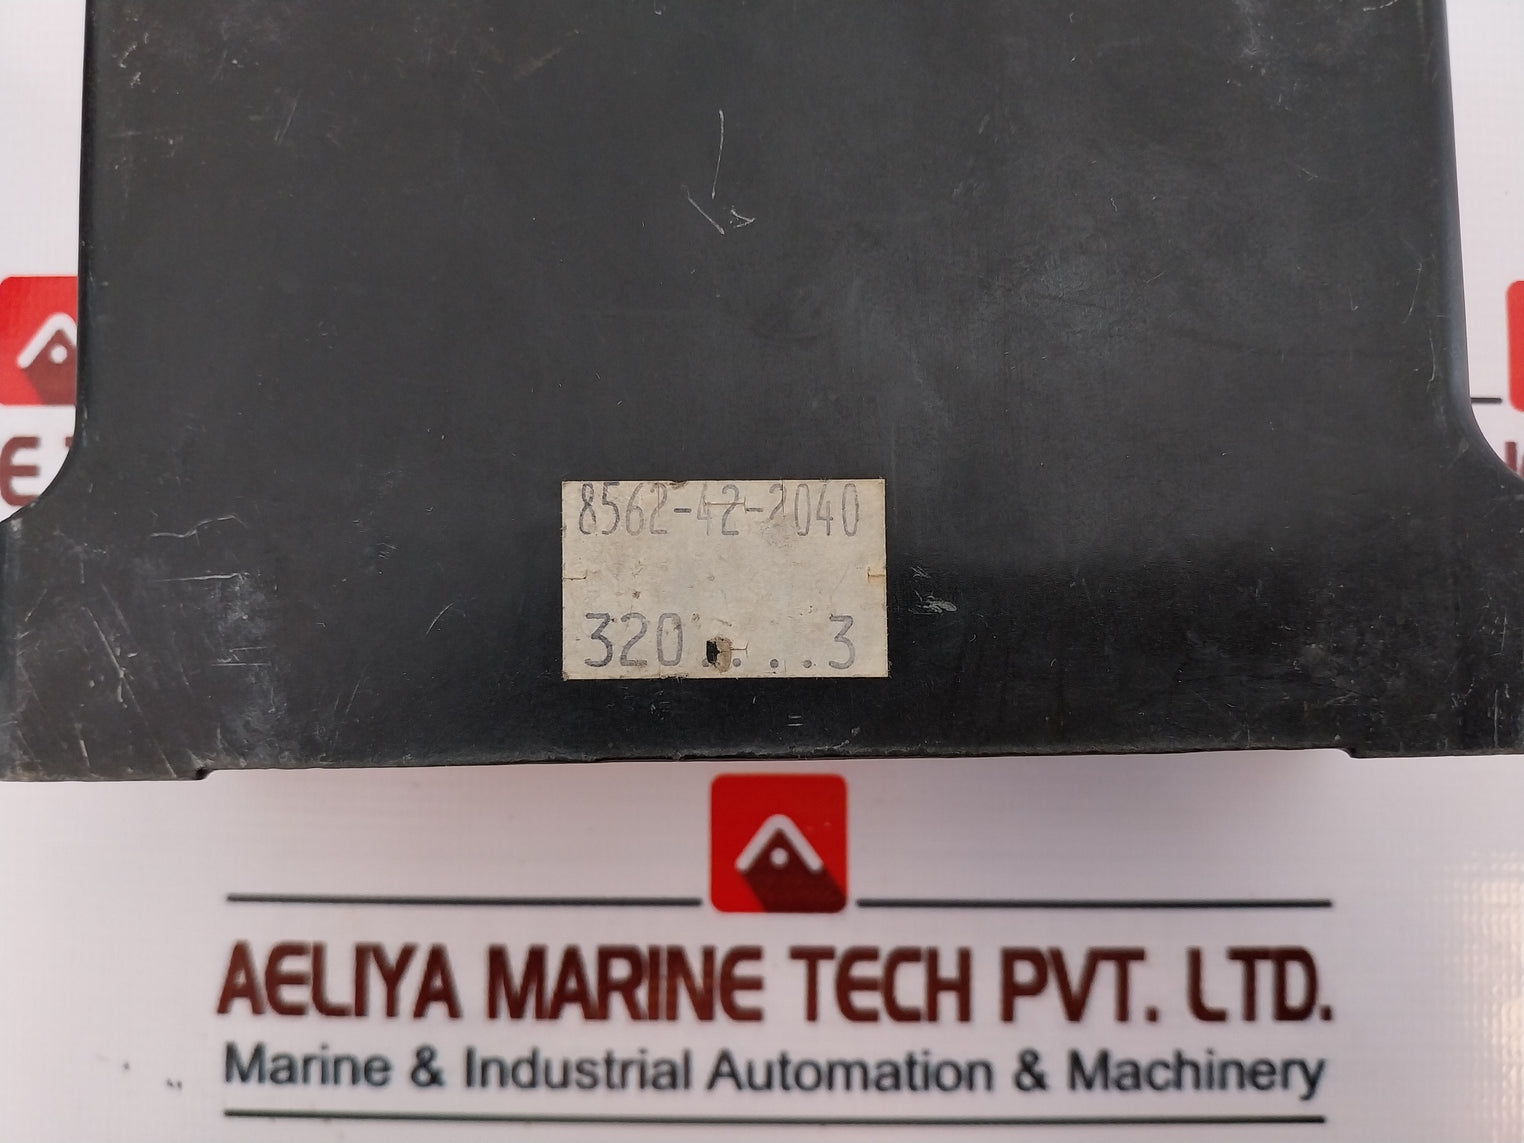 8562-42-2040
320....3
AELIYA MARINE TECH PVT. LTD.
Marine & Industrial Automation & Machinery